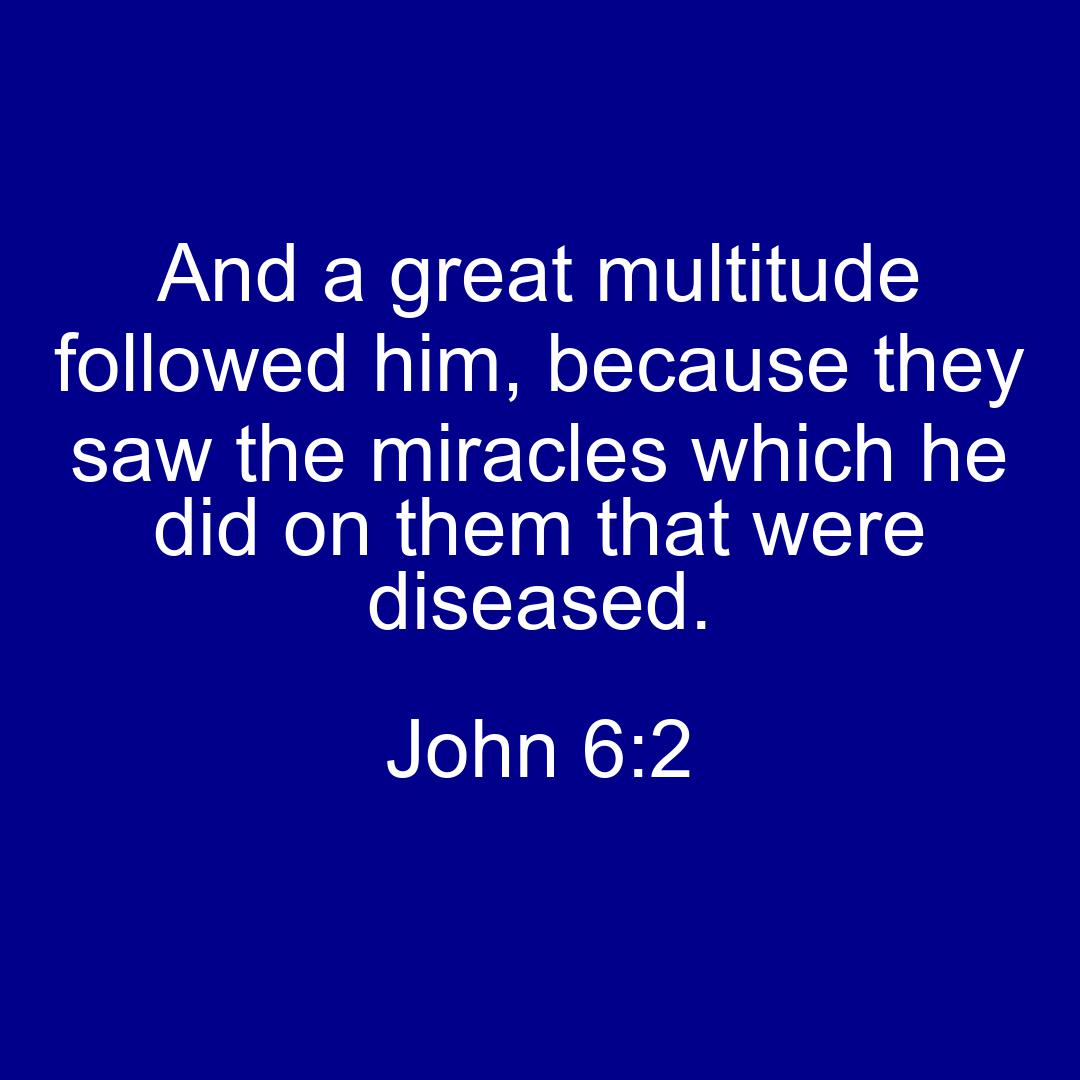 And a great multitude
followed him, because they
saw the miracles which he
did on them that were
diseased.
John 6:2